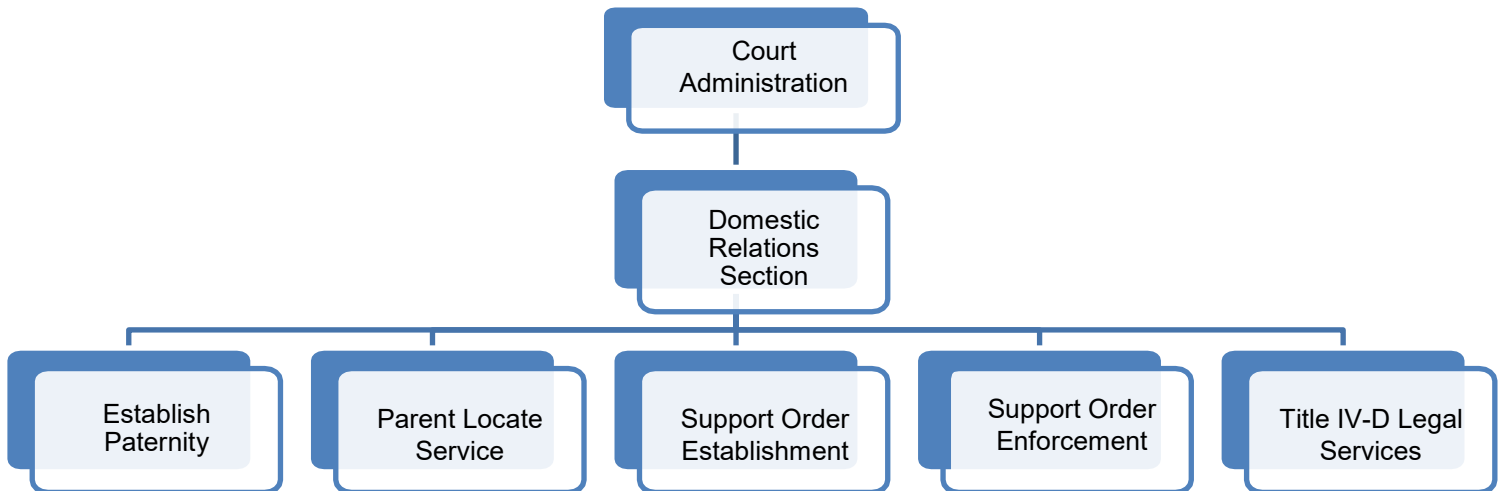 Court
Administration
Domestic
Relations
Section
Establish
Paternity
Parent Locate
Service
Support Order
Establishment
Support Order
Enforcement
Title IV-D Legal
Services